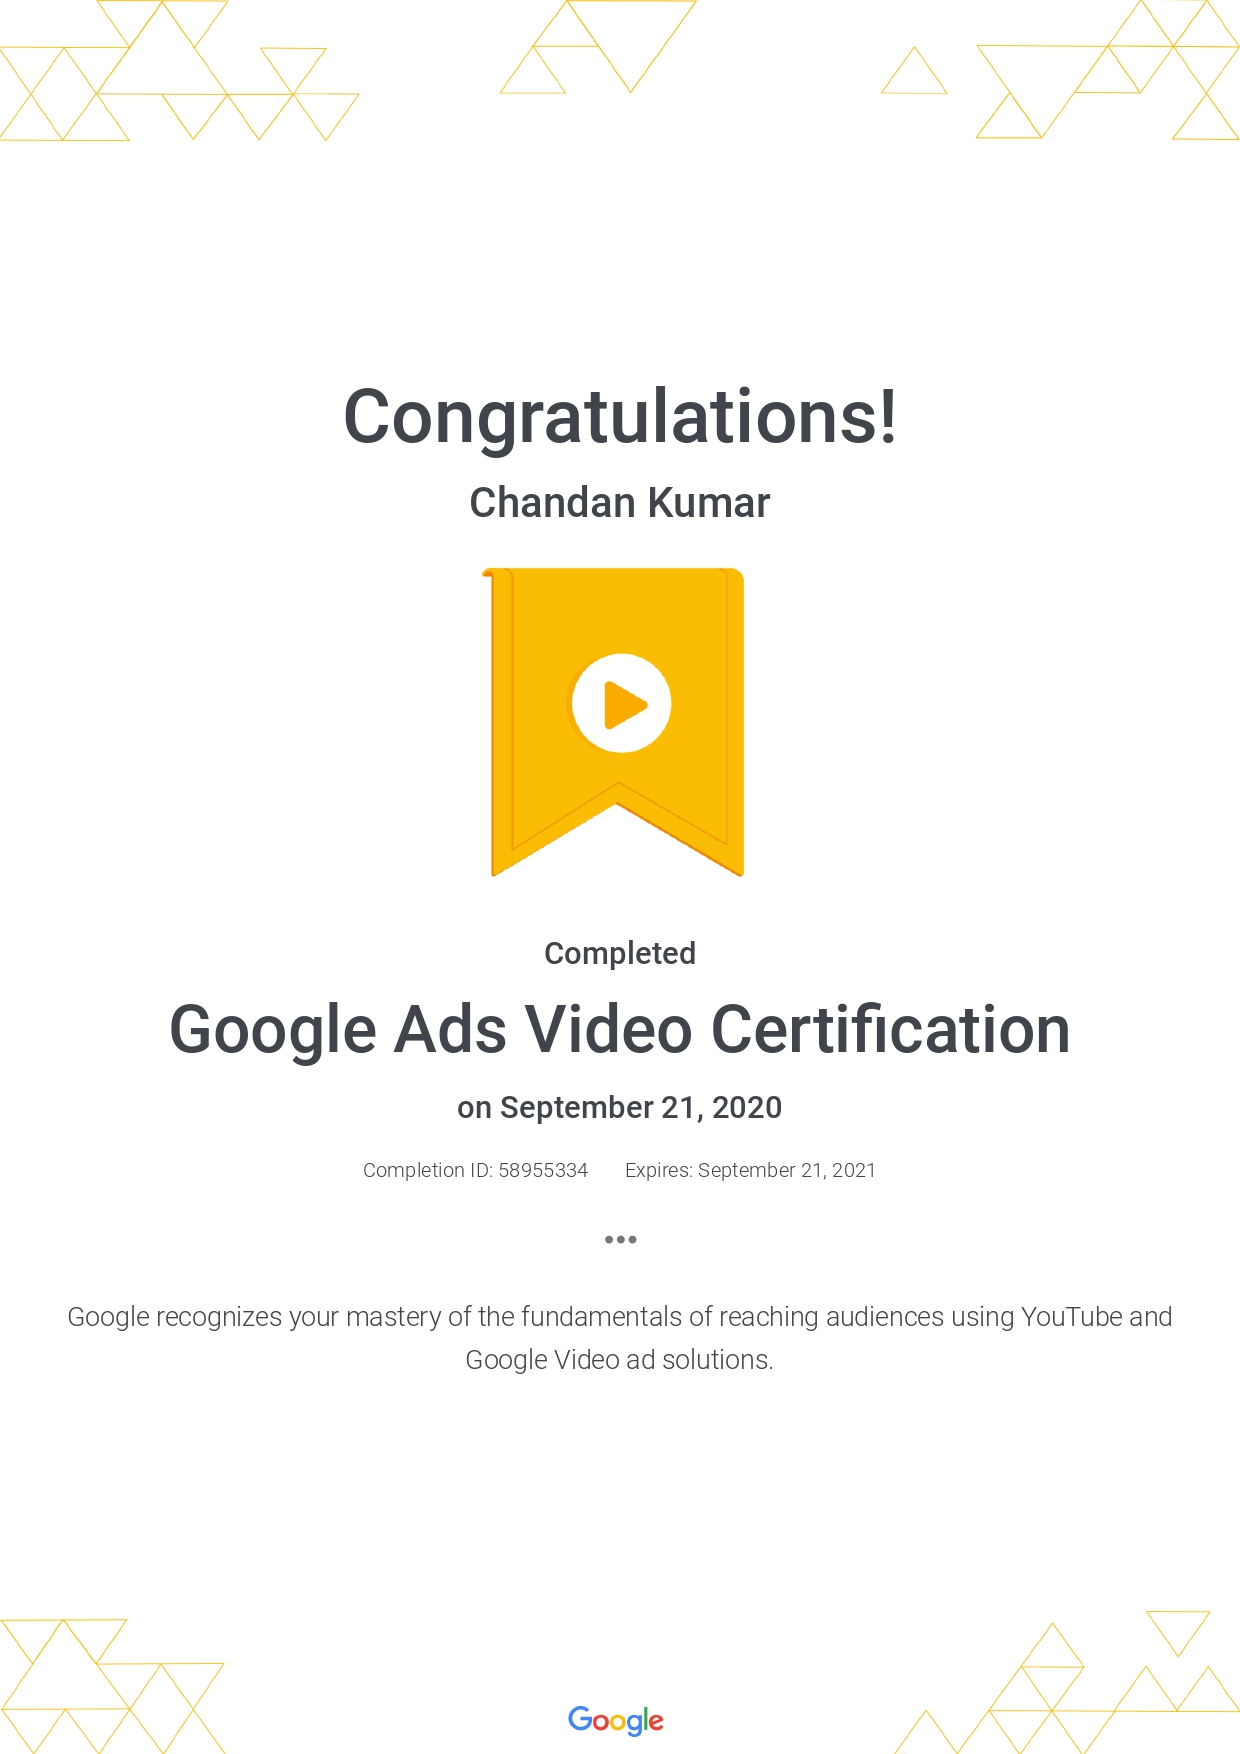 Congratulations!
Chandan Kumar
Completed
Google Ads Video Certification
on September 21, 2020
Completion ID: 58955334 Expires: September 21, 2021
Google recognizes your mastery of the fundamentals of reaching audiences using YouTube and
Google Video ad solutions.
Google